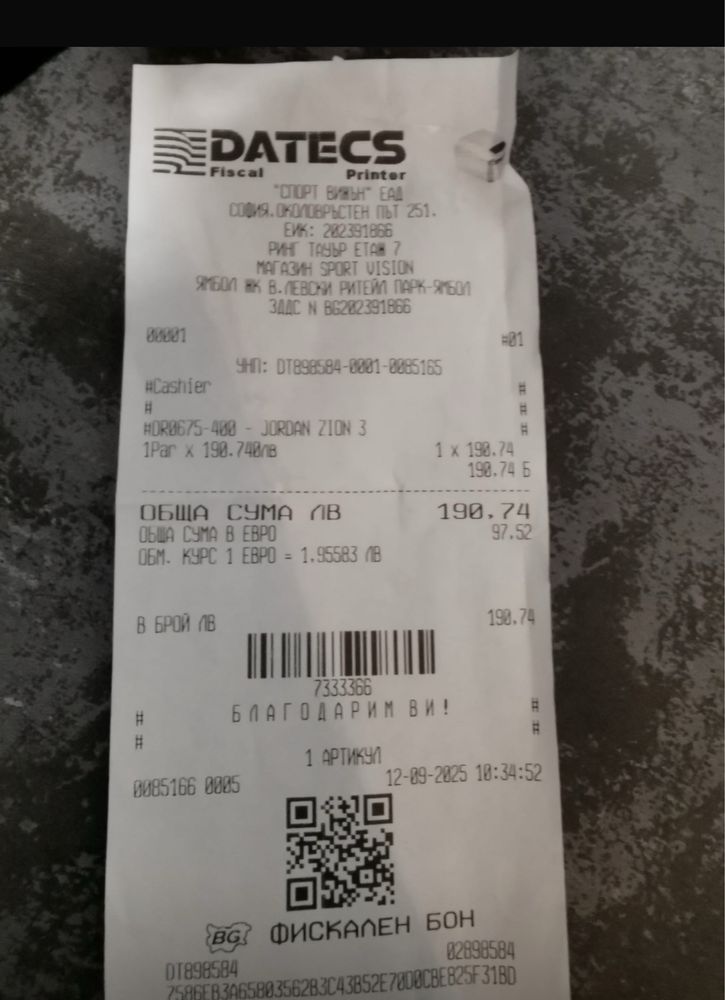 DATECS
Fiscal Printer
"СПОРТ ВИЖЪН" ЕАД
СОФИЯ.ОКОЛОВРЪСТЕН ПЪТ 251.
ЕИК: 202391866
РИНГ ТАУЪР ЕТАЖ 7
МАГАЗИН SPORT VISION
ЯМБОЛ ЖК В.ЛЕВСКИ РИТЕЙЛ ПАРК-ЯМБОЛ
ЗДДС N BG202391866
00001 #01
УНП: DT898584-0001-0085165
#Cashier #
# #
#DR0675-400 - JORDAN ZION 3 #
1Par x 190.740лв 1 x 190.74
190.74 Б
ОБЩА СУМА ЛВ 190.74
ОБЩА СУМА В ЕВРО 97.52
ОБМ. КУРС 1 ЕВРО = 1.95583 ЛВ
В БРОЙ ЛВ 190.74
7333366
# БЛАГОДАРИМ ВИ! #
# #
1 АРТИКУЛ
0085166 0005 12-09-2025 10:34:52
BG ФИСКАЛЕН БОН
DT898584 02898584